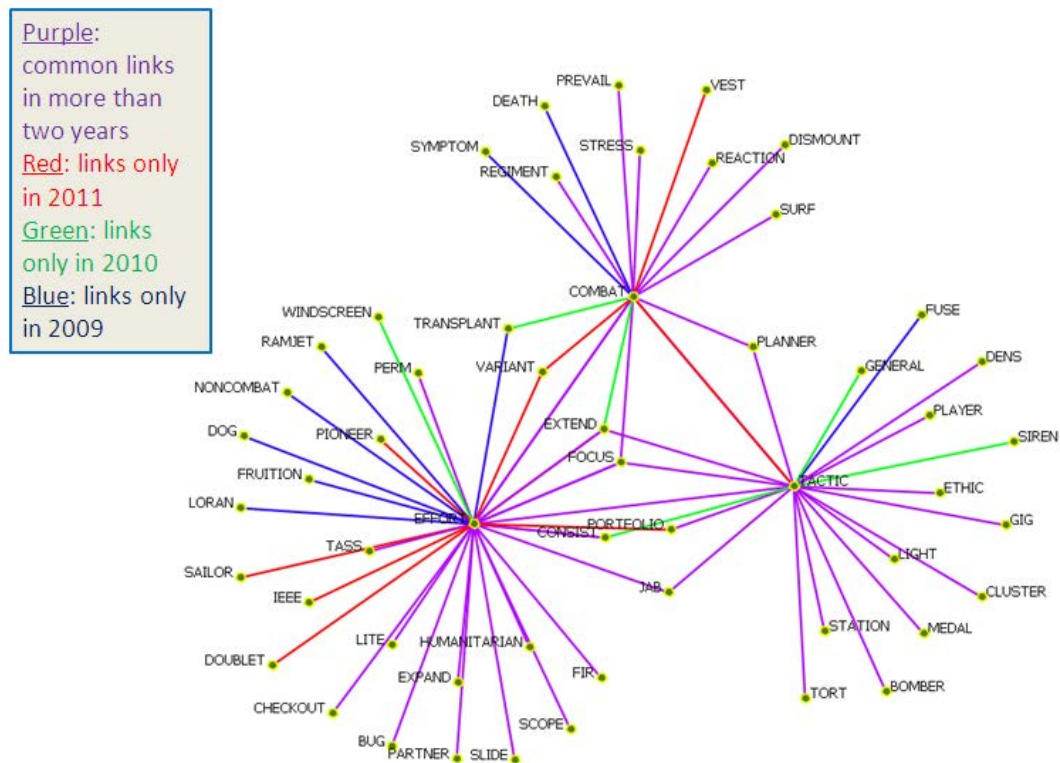 Purple:
common links
in more than
two years
Red: links only
in 2011
Green: links
only in 2010
Blue: links only
in 2009
PREVAIL
VEST
DEATH
DISMOUNT
SYMPTOM
STRESS
REACTION
REGIMENT
SURF
COMBAT
FUSE
WINDSCREEN
TRANSPLANT
PLANNER
RAMJET
GENERAL
DENS
PERM
VARIANT
NONCOMBAT
PLAYER
DOG
PIONEER
EXTEND
SIREN
FOCUS
FRUITION
TACTIC
ETHIC
LORAN
EFFORT
PORTFOLIO
GIG
CONSIST
TASS
LIGHT
SAILOR
JAB
CLUSTER
IEEE
STATION
MEDAL
LITE
HUMANITARIAN
DOUBLET
EXPAND
FIR
BOMBER
TORT
CHECKOUT
SCOPE
BUG
PARTNER
SLIDE